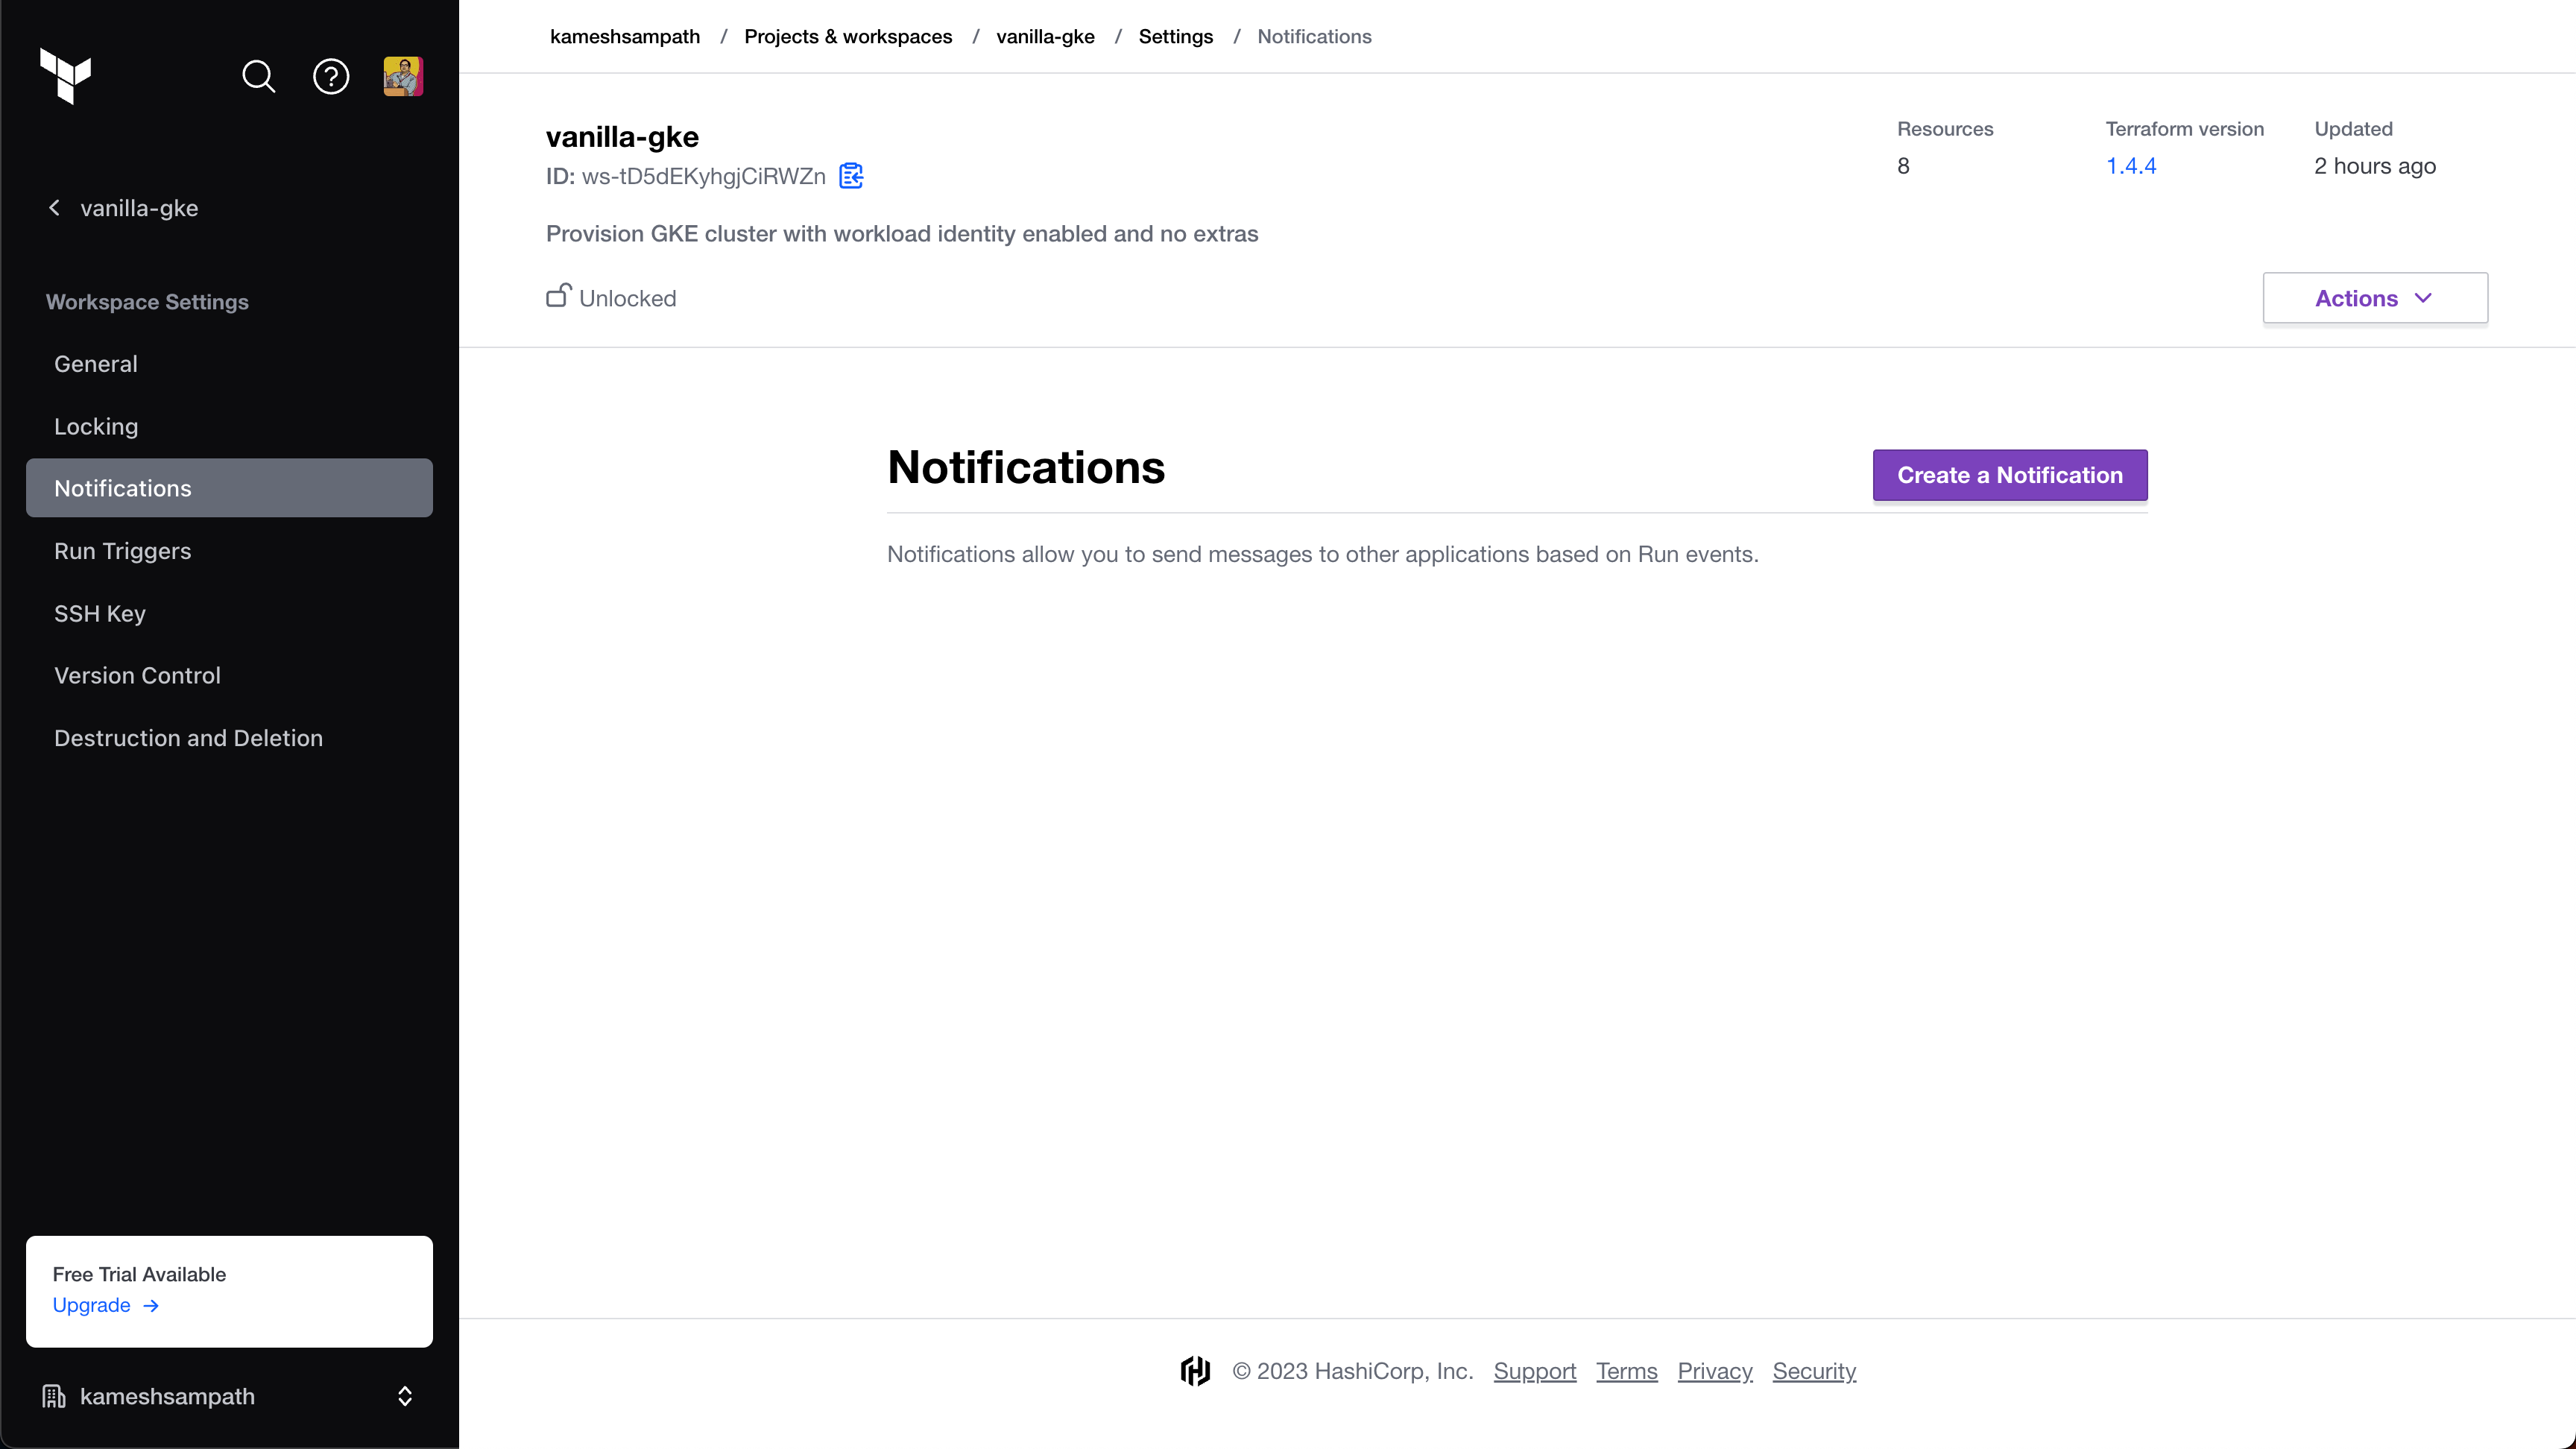 vanilla-gke
Workspace Settings
General
Locking
Notifications
Run Triggers
SSH Key
Version Control
Destruction and Deletion
Free Trial Available
Upgrade →
kameshsampath
kameshsampath / Projects & workspaces / vanilla-gke / Settings / Notifications
vanilla-gke
ID: ws-tD5dEKyhgjCiRWZn
Provision GKE cluster with workload identity enabled and no extras
Unlocked
Resources Terraform version Updated
8 1.4.4 2 hours ago
Actions
Notifications
Create a Notification
Notifications allow you to send messages to other applications based on Run events.
© 2023 HashiCorp, Inc. Support Terms Privacy Security